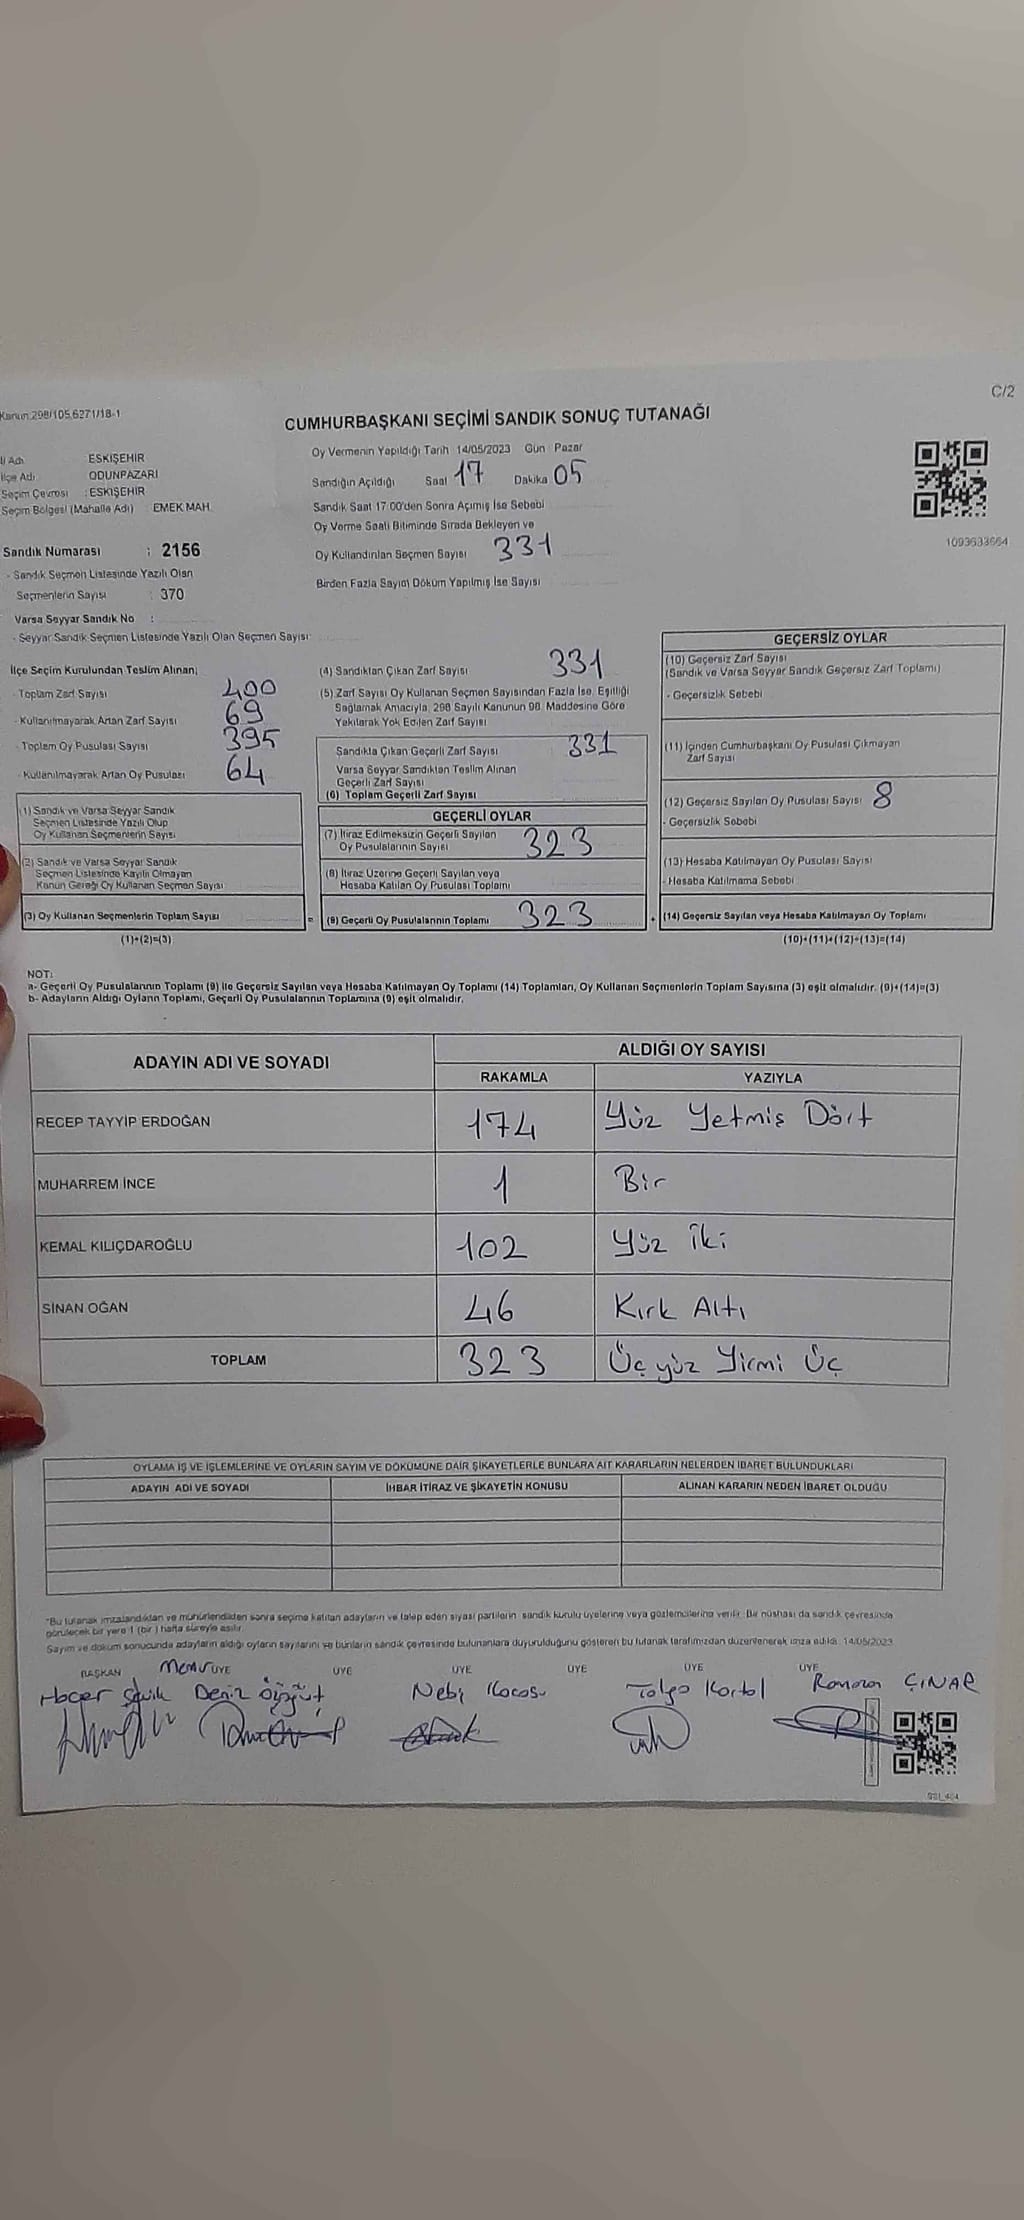 C/2
Kanun:298/105,6271/18-1
CUMHURBAŞKANI SEÇİMİ SANDIK SONUÇ TUTANAĞI
İl Adı ESKİŞEHİR
İlçe Adı ODUNPAZARI
Seçim Çevresi : ESKİŞEHİR
Seçim Bölgesi (Mahalle Adı) EMEK MAH.
Sandık Numarası : 2156
- Sandık Seçmen Listesinde Yazılı Olan
Seçmenlerin Sayısı : 370
Varsa Seyyar Sandık No :
- Seyyar Sandık Seçmen Listesinde Yazılı Olan Seçmen Sayısı
Oy Vermenin Yapıldığı Tarih 14/05/2023 Gün Pazar
Sandığın Açıldığı Saat 17 Dakika 05
Sandık Saat 17:00'den Sonra Açımış İse Sebebi
Oy Verme Saati Bitiminde Sırada Bekleyen ve
Oy Kullandırılan Seçmen Sayısı 331
Birden Fazla Sayım Döküm Yapılmış İse Sayısı
1093633664
İlçe Seçim Kurulundan Teslim Alınan;
- Toplam Zarf Sayısı 400
- Kullanılmayarak Artan Zarf Sayısı 69
- Toplam Oy Pusulası Sayısı 395
- Kullanılmayarak Artan Oy Pusulası 64
(1) Sandık ve Varsa Seyyar Sandık
Seçmen Listesinde Yazılı Olup
Oy Kullanan Seçmenlerin Sayısı
(2) Sandık ve Varsa Seyyar Sandık
Seçmen Listesinde Kayıtlı Olmayan
Kanun Gereği Oy Kullanan Seçmen Sayısı
(3) Oy Kullanan Seçmenlerin Toplam Sayısı
(1)+(2)=(3)
(4) Sandıktan Çıkan Zarf Sayısı 331
(5) Zarf Sayısı Oy Kullanan Seçmen Sayısından Fazla İse, Eşitliği
Sağlamak Amacıyla, 298 Sayılı Kanunun 98. Maddesine Göre
Yakılarak Yok Edilen Zarf Sayısı
Sandıkta Çıkan Geçerli Zarf Sayısı 331
Varsa Seyyar Sandıktan Teslim Alınan
Geçerli Zarf Sayısı
(6) Toplam Geçerli Zarf Sayısı
GEÇERLİ OYLAR
(7) İtiraz Edilmeksizin Geçerli Sayılan
Oy Pusulalarının Sayısı 323
(8) İtiraz Üzerine Geçerli Sayılan veya
Hesaba Katılan Oy Pusulası Toplamı
= (9) Geçerli Oy Pusulalarının Toplamı 323 +
GEÇERSİZ OYLAR
(10) Geçersiz Zarf Sayısı
(Sandık ve Varsa Seyyar Sandık Geçersiz Zarf Toplamı)
- Geçersizlik Sebebi
(11) İçinden Cumhurbaşkanı Oy Pusulası Çıkmayan
Zarf Sayısı
(12) Geçersiz Sayılan Oy Pusulası Sayısı 8
- Geçersizlik Sebebi
(13) Hesaba Katılmayan Oy Pusulası Sayısı
- Hesaba Katılmama Sebebi
(14) Geçersiz Sayılan veya Hesaba Katılmayan Oy Toplamı
(10)+(11)+(12)+(13)=(14)
NOT:
a- Geçerli Oy Pusulalarının Toplamı (9) ile Geçersiz Sayılan veya Hesaba Katılmayan Oy Toplamı (14) Toplamları, Oy Kullanan Seçmenlerin Toplam Sayısına (3) eşit olmalıdır. (9)+(14)=(3)
b- Adayların Aldığı Oyların Toplamı, Geçerli Oy Pusulalarının Toplamına (9) eşit olmalıdır.
ADAYIN ADI VE SOYADI ALDIĞI OY SAYISI
RAKAMLA YAZIYLA
RECEP TAYYİP ERDOĞAN 174 Yüz Yetmiş Dört
MUHARREM İNCE 1 Bir
KEMAL KILIÇDAROĞLU 102 Yüz İki
SİNAN OĞAN 46 Kırk Altı
TOPLAM 323 Üç yüz Yirmi Üç
OYLAMA İŞ VE İŞLEMLERİNE VE OYLARIN SAYIM VE DÖKÜMÜNE DAİR ŞİKAYETLERLE BUNLARA AİT KARARLARIN NELERDEN İBARET BULUNDUKLARI
ADAYIN ADI VE SOYADI İHBAR İTİRAZ VE ŞİKAYETİN KONUSU ALINAN KARARIN NEDEN İBARET OLDUĞU
*Bu tutanak imzalandıktan ve mühürlendikten sonra seçime katılan adayların ve talep eden siyasi partilerin sandık kurulu üyelerine veya gözlemcilerine verilir. Bir nüshası da sandık çevresinde
görülecek bir yere 1 (bir) hafta süreyle asılır.
Sayım ve döküm sonucunda adayların aldığı oyların sayılarını ve bunların sandık çevresinde bulunanlara duyurulduğunu gösteren bu tutanak tarafımızdan düzenlenerek imza edildi. 14/05/2023
BAŞKAN Memur ÜYE ÜYE ÜYE ÜYE ÜYE ÜYE
Hacer Deniz Nebi Tolga Kartal Ramazan ÇINAR